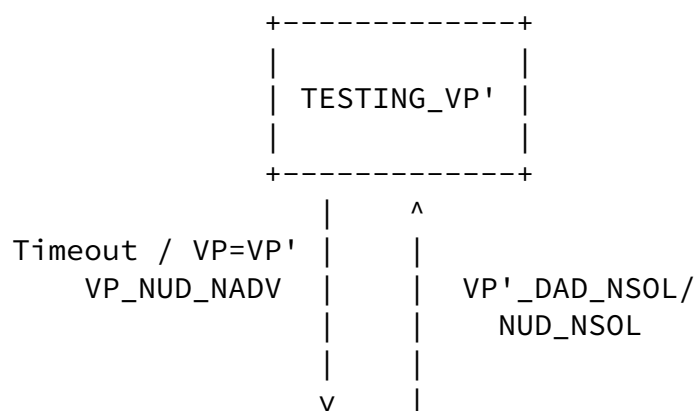 TESTING_VP'
Timeout / VP=VP'
VP_NUD_NADV VP'_DAD_NSOL/
NUD_NSOL